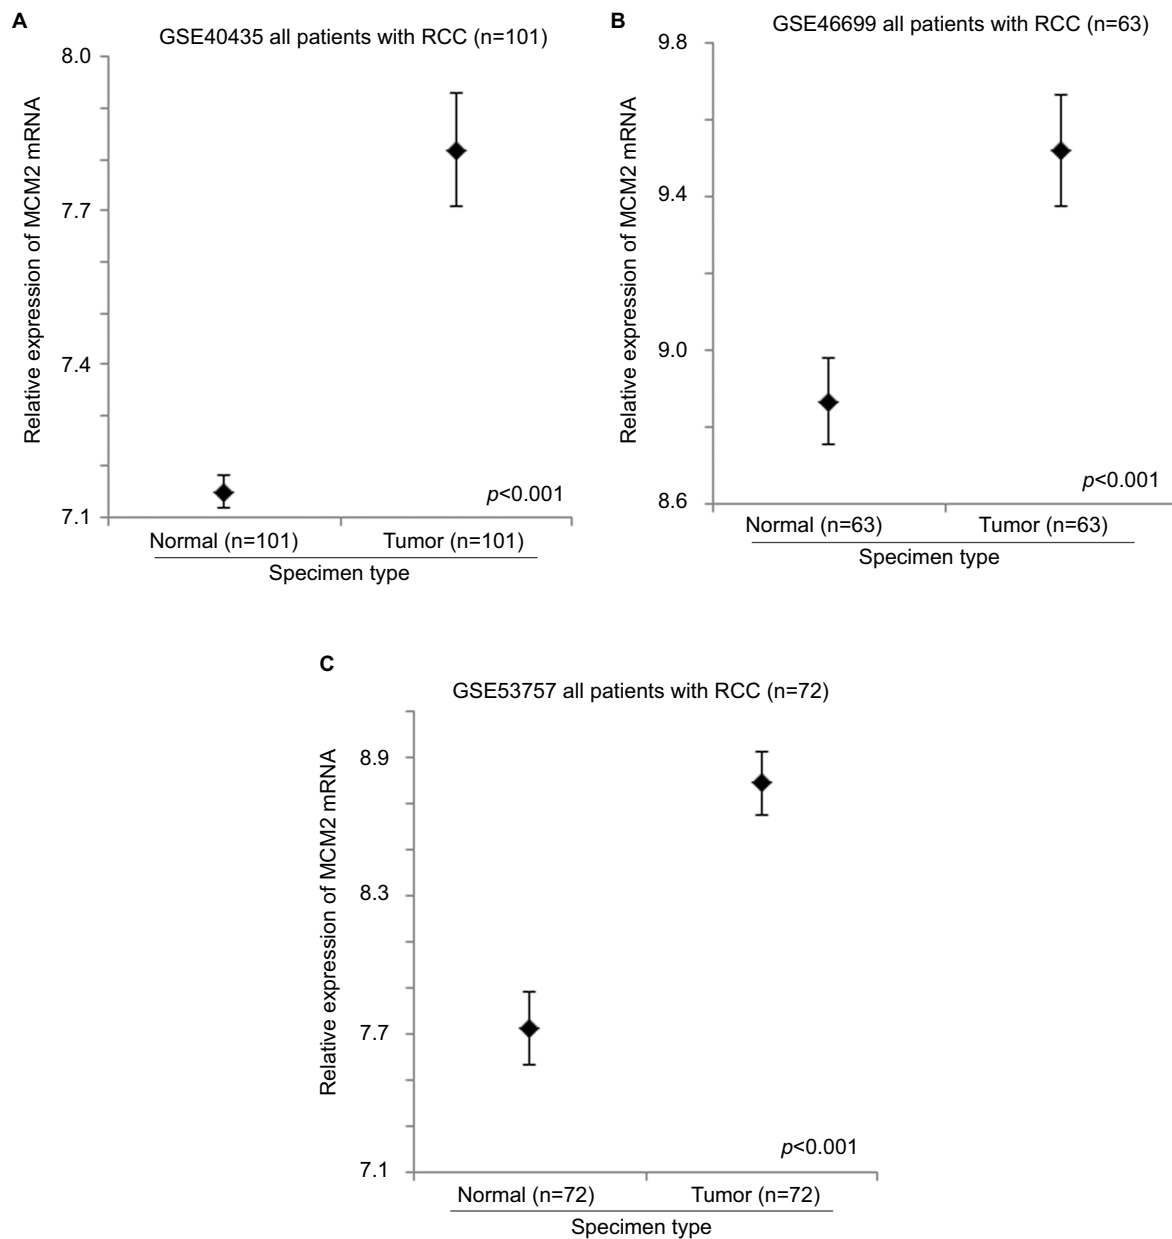 A
GSE40435 all patients with RCC (n=101)
Relative expression of MCM2 mRNA
8.0
7.7
7.4
7.1
p<0.001
Normal (n=101)
Tumor (n=101)
Specimen type
B
GSE46699 all patients with RCC (n=63)
Relative expression of MCM2 mRNA
9.8
9.4
9.0
8.6
p<0.001
Normal (n=63)
Tumor (n=63)
Specimen type
C
GSE53757 all patients with RCC (n=72)
Relative expression of MCM2 mRNA
8.9
8.3
7.7
7.1
p<0.001
Normal (n=72)
Tumor (n=72)
Specimen type